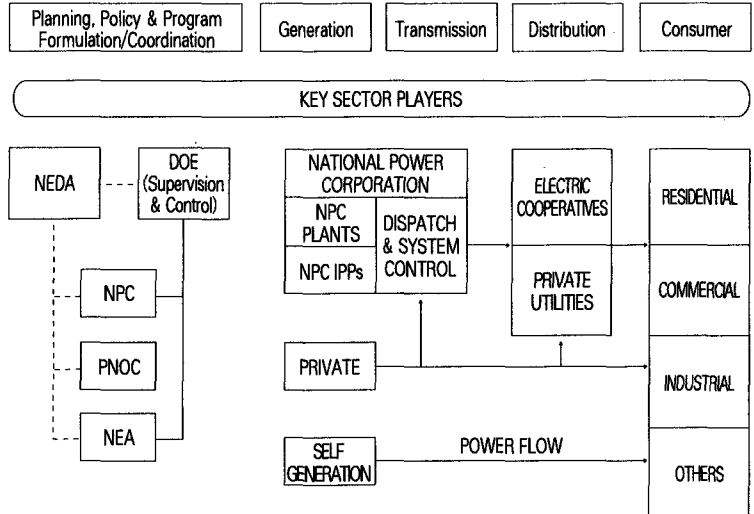 Planning, Policy & Program
Formulation/Coordination
Generation
Transmission
Distribution
Consumer
KEY SECTOR PLAYERS
NEDA
DOE
(Supervision
& Control)
NPC
PNOC
NEA
NATIONAL POWER
CORPORATION
NPC
PLANTS
NPC IPPs
DISPATCH
& SYSTEM
CONTROL
PRIVATE
SELF
GENERATION
POWER FLOW
ELECTRIC
COOPERATIVES
PRIVATE
UTILITIES
RESIDENTIAL
COMMERCIAL
INDUSTRIAL
OTHERS